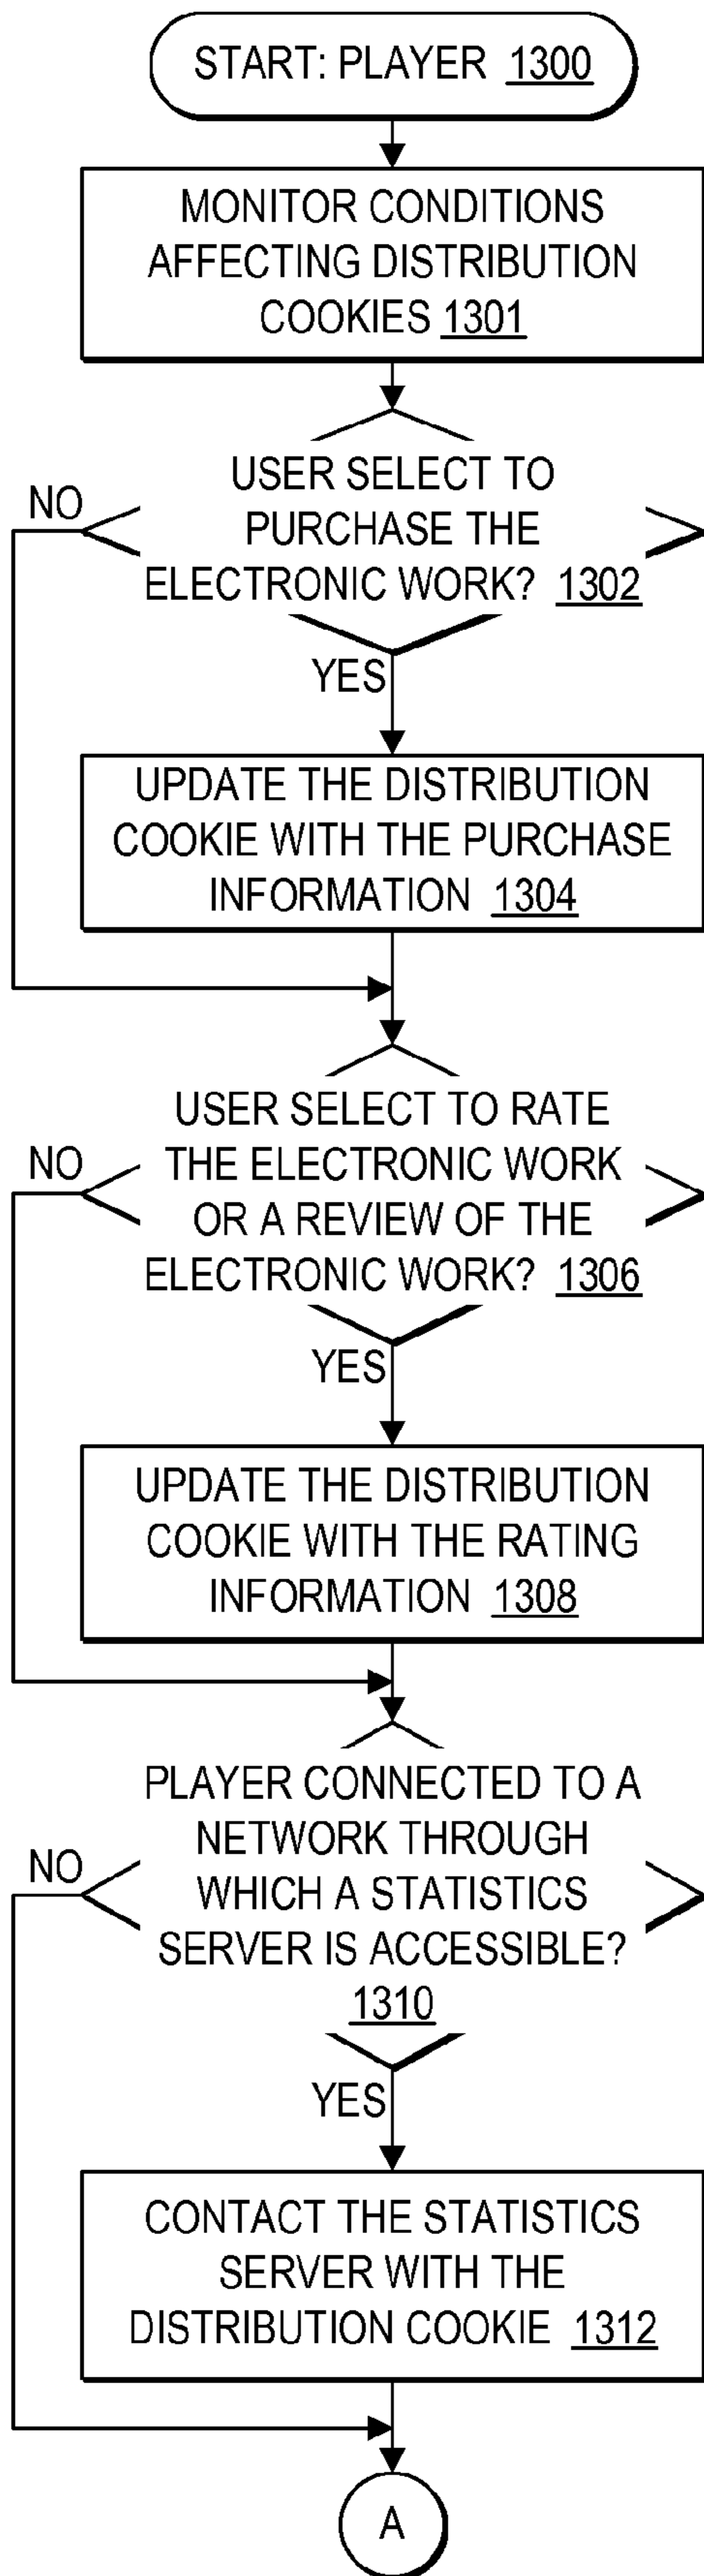 START: PLAYER 1300
MONITOR CONDITIONS
AFFECTING DISTRIBUTION
COOKIES 1301
USER SELECT TO
PURCHASE THE
ELECTRONIC WORK? 1302
NO
YES
UPDATE THE DISTRIBUTION
COOKIE WITH THE PURCHASE
INFORMATION 1304
USER SELECT TO RATE
THE ELECTRONIC WORK
OR A REVIEW OF THE
ELECTRONIC WORK? 1306
NO
YES
UPDATE THE DISTRIBUTION
COOKIE WITH THE RATING
INFORMATION 1308
PLAYER CONNECTED TO A
NETWORK THROUGH
WHICH A STATISTICS
SERVER IS ACCESSIBLE?
1310
NO
YES
CONTACT THE STATISTICS
SERVER WITH THE
DISTRIBUTION COOKIE 1312
A